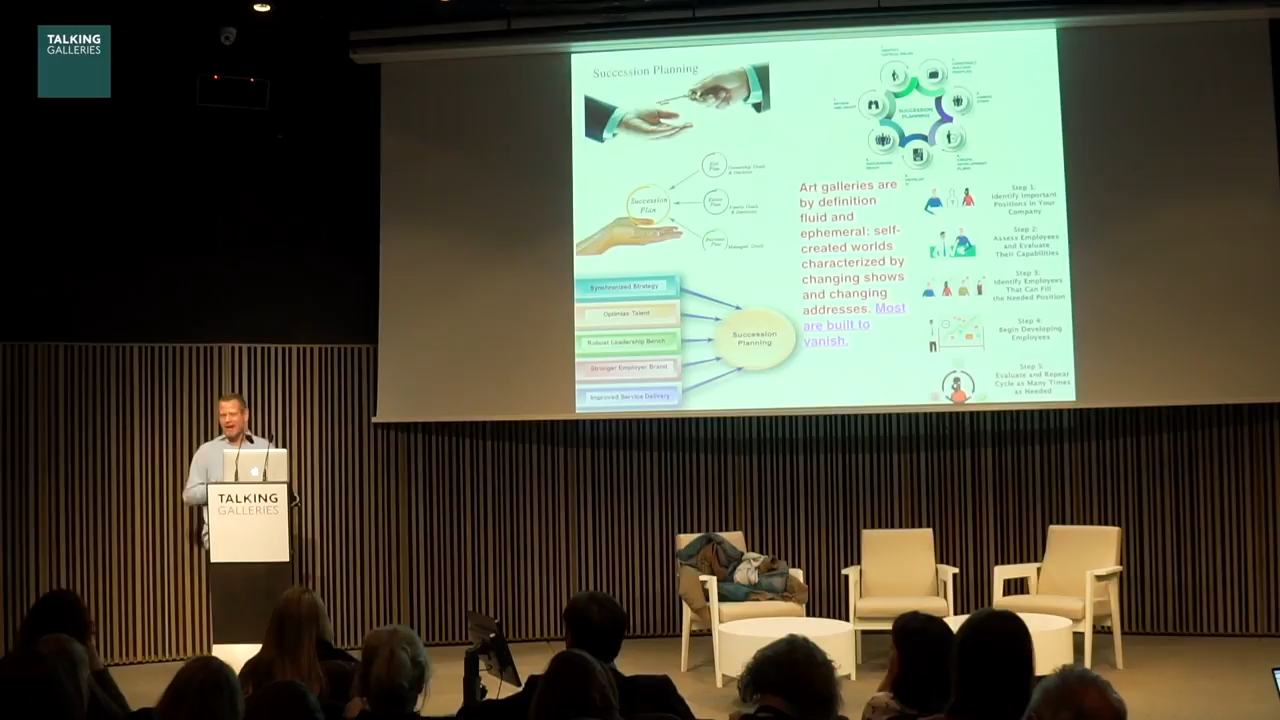 TALKING
GALLERIES
Succession Planning
SUCCESSION
PLANNING
Succession
Plan
Art galleries are
by definition
fluid and
ephemeral: self-
created worlds
characterized by
changing shows
and changing
addresses. Most
are built to
vanish.
Step 1:
Identify Important
Positions in Your
Company
Step 2:
Assess Employees
and Evaluate
Their Capabilities
Step 3:
Identify Employees
That Can Fill
the Needed Position
Step 4:
Begin Developing
Employees
Step 5:
Evaluate and Repeat
Cycle as Many Times
as Needed
Synchronized Strategy
Optimize Talent
Robust Leadership Bench
Stronger Employer Brand
Improved Service Delivery
Succession
Planning
TALKING
GALLERIES